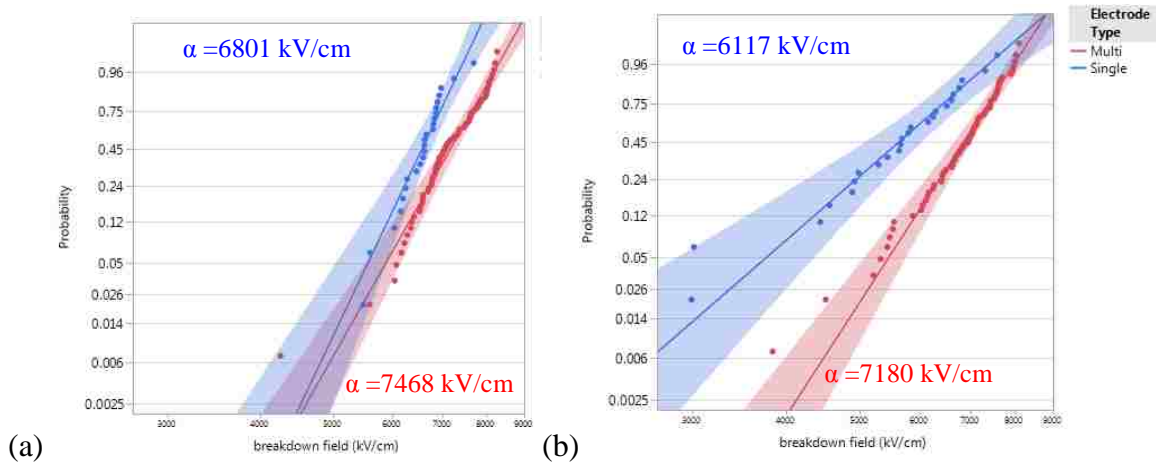 α =6801 kV/cm
0.96
0.75
0.45
0.24
0.12
0.05
0.026
0.014
0.006
0.0025
Probability
α =7468 kV/cm
3000
4000
5000
6000
7000
8000
9000
breakdown field (kV/cm)
(a)
α =6117 kV/cm
0.96
0.75
0.45
0.24
0.12
0.05
0.026
0.014
0.006
0.0025
Probability
α =7180 kV/cm
3000
4000
5000
6000
7000
8000
9000
breakdown field (kV/cm)
(b)
Electrode
Type
Multi
Single